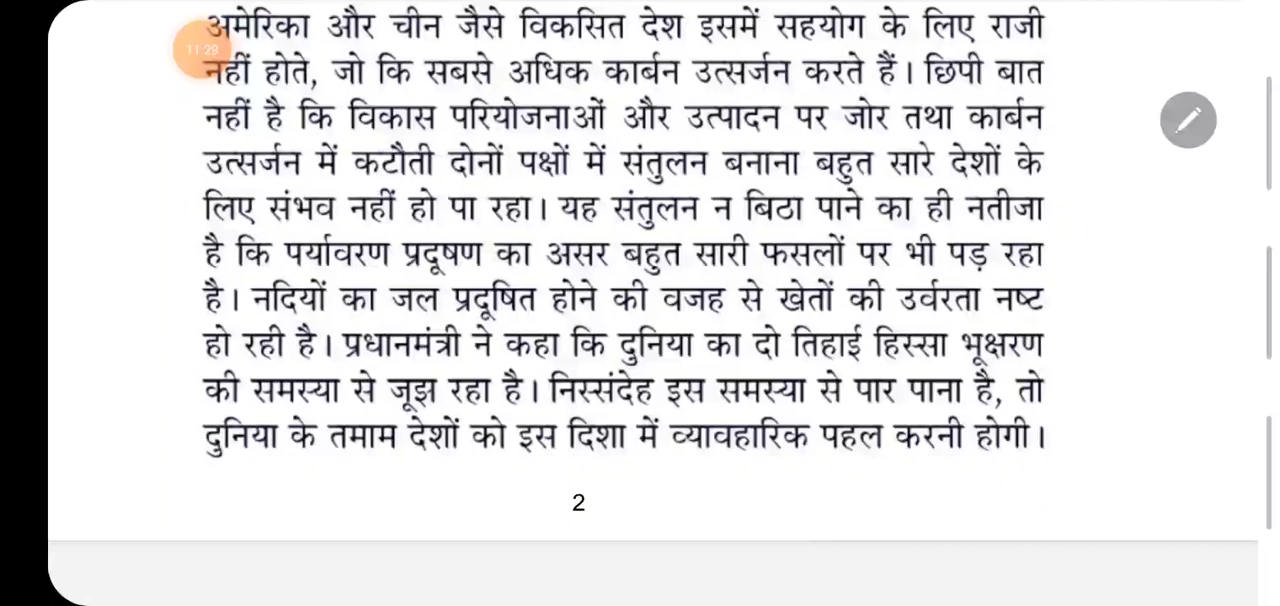 अमेरिका और चीन जैसे विकसित देश इसमें सहयोग के लिए राजी
11:29
नहीं होते, जो कि सबसे अधिक कार्बन उत्सर्जन करते हैं। छिपी बात
नहीं है कि विकास परियोजनाओं और उत्पादन पर जोर तथा कार्बन
उत्सर्जन में कटौती दोनों पक्षों में संतुलन बनाना बहुत सारे देशों के
लिए संभव नहीं हो पा रहा। यह संतुलन न बिठा पाने का ही नतीजा
है कि पर्यावरण प्रदूषण का असर बहुत सारी फसलों पर भी पड़ रहा
है। नदियों का जल प्रदूषित होने की वजह से खेतों की उर्वरता नष्ट
हो रही है। प्रधानमंत्री ने कहा कि दुनिया का दो तिहाई हिस्सा भूक्षरण
की समस्या से जूझ रहा है। निस्संदेह इस समस्या से पार पाना है, तो
दुनिया के तमाम देशों को इस दिशा में व्यावहारिक पहल करनी होगी।
2